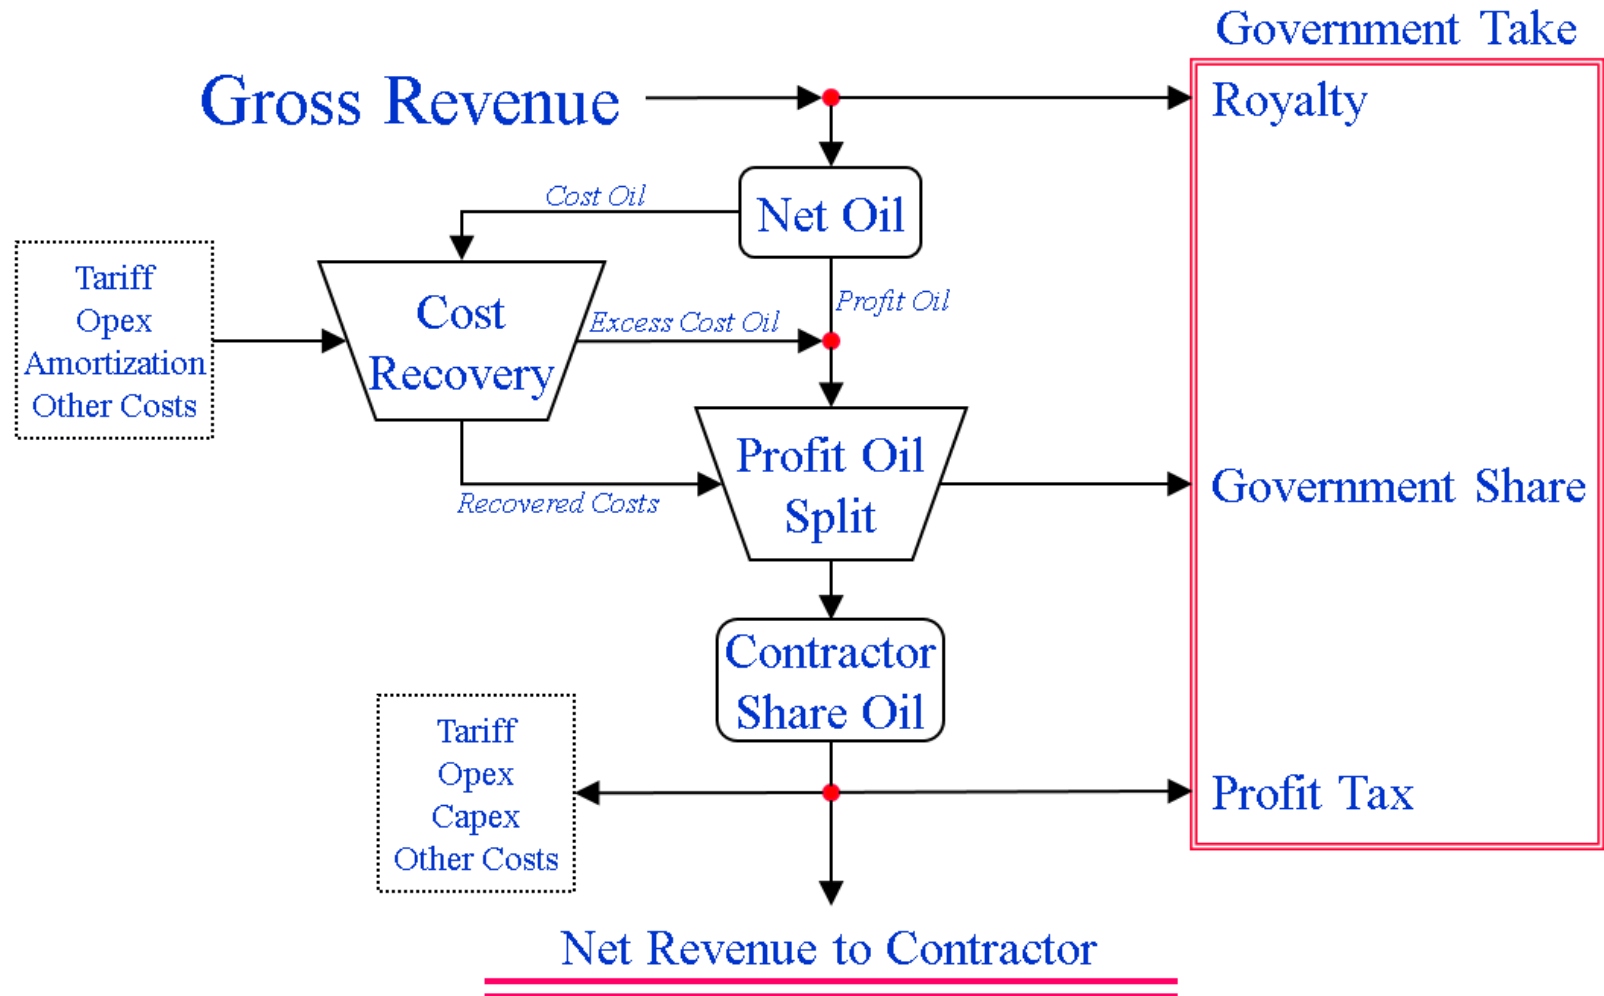 Government Take
Gross Revenue
Royalty
Cost Oil
Net Oil
Tariff
Opex
Amortization
Other Costs
Cost
Recovery
Excess Cost Oil
Profit Oil
Recovered Costs
Profit Oil
Split
Government Share
Contractor
Share Oil
Tariff
Opex
Capex
Other Costs
Profit Tax
Net Revenue to Contractor